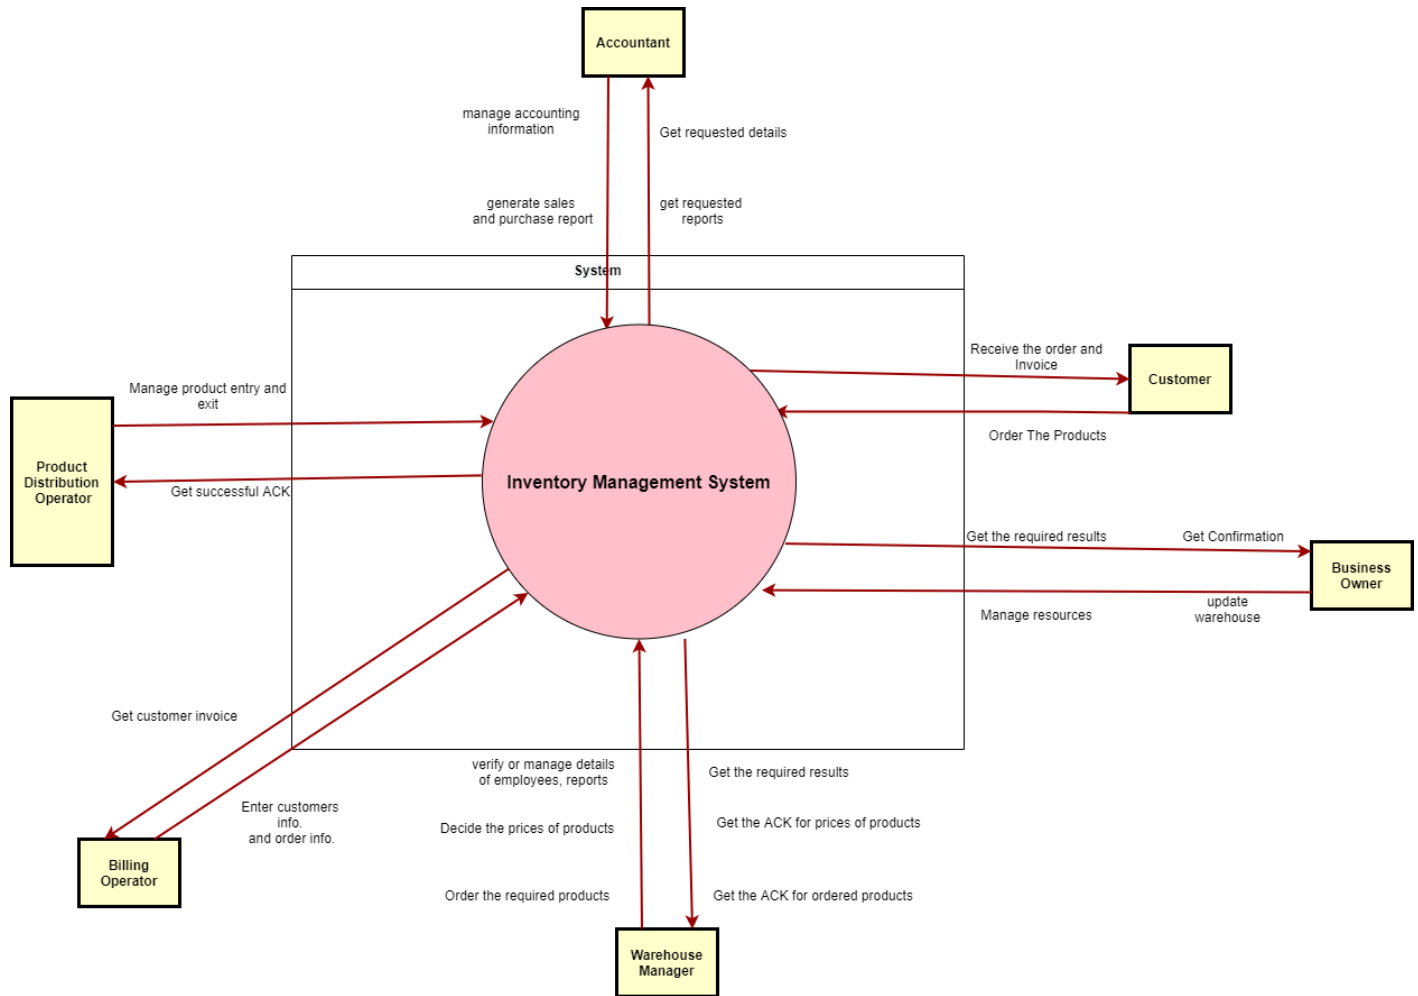 Accountant
manage accounting
information
Get requested details
generate sales
and purchase report
get requested
reports
System
Receive the order and
Invoice
Customer
Order The Products
Manage product entry and
exit
Product
Distribution
Operator
Get successful ACK
Inventory Management System
Get the required results
Get Confirmation
Business
Owner
Manage resources
update
warehouse
Get customer invoice
Enter customers
info.
and order info.
Billing
Operator
verify or manage details
of employees, reports
Get the required results
Decide the prices of products
Get the ACK for prices of products
Order the required products
Get the ACK for ordered products
Warehouse
Manager